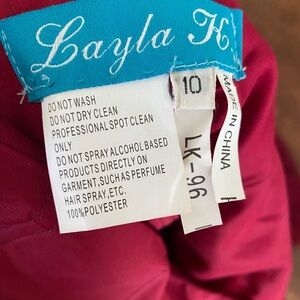 Layla K
10
MADE IN CHINA
DO NOT WASH
DO NOT DRY CLEAN
PROFESSIONAL SPOT CLEAN
ONLY
DO NOT SPRAY ALCOHOL BASED
PRODUCTS DIRECTLY ON
GARMENT, SUCH AS PERFUME
HAIR SPRAY, ETC.
100%POLYESTER
LK-96